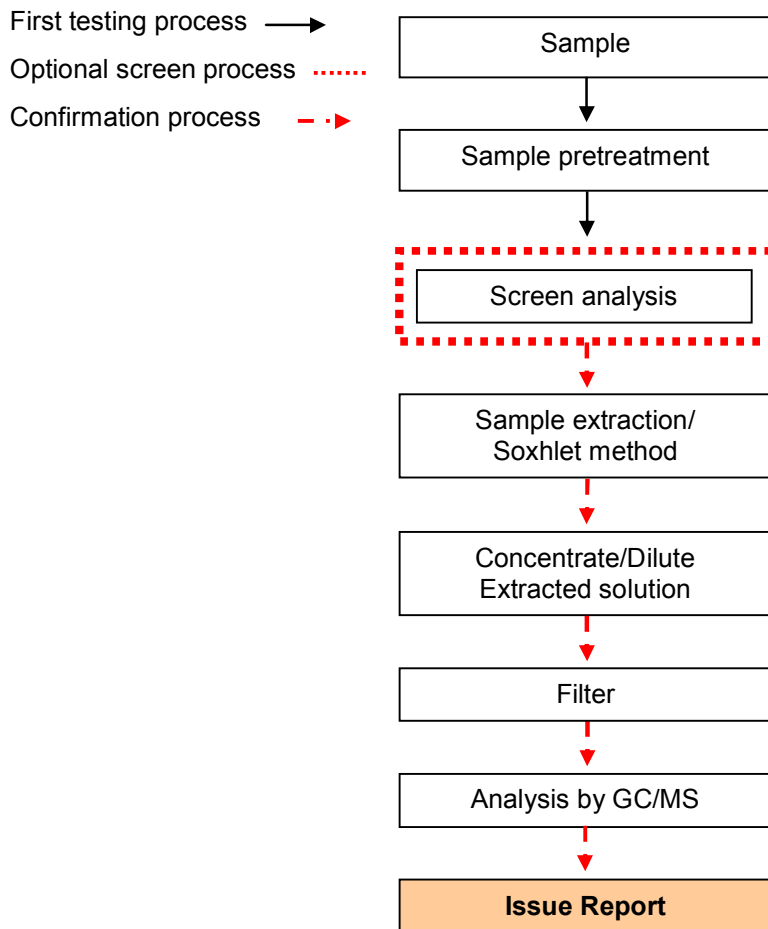 First testing process
Optional screen process
Confirmation process
Sample
Sample pretreatment
Screen analysis
Sample extraction/
Soxhlet method
Concentrate/Dilute
Extracted solution
Filter
Analysis by GC/MS
Issue Report